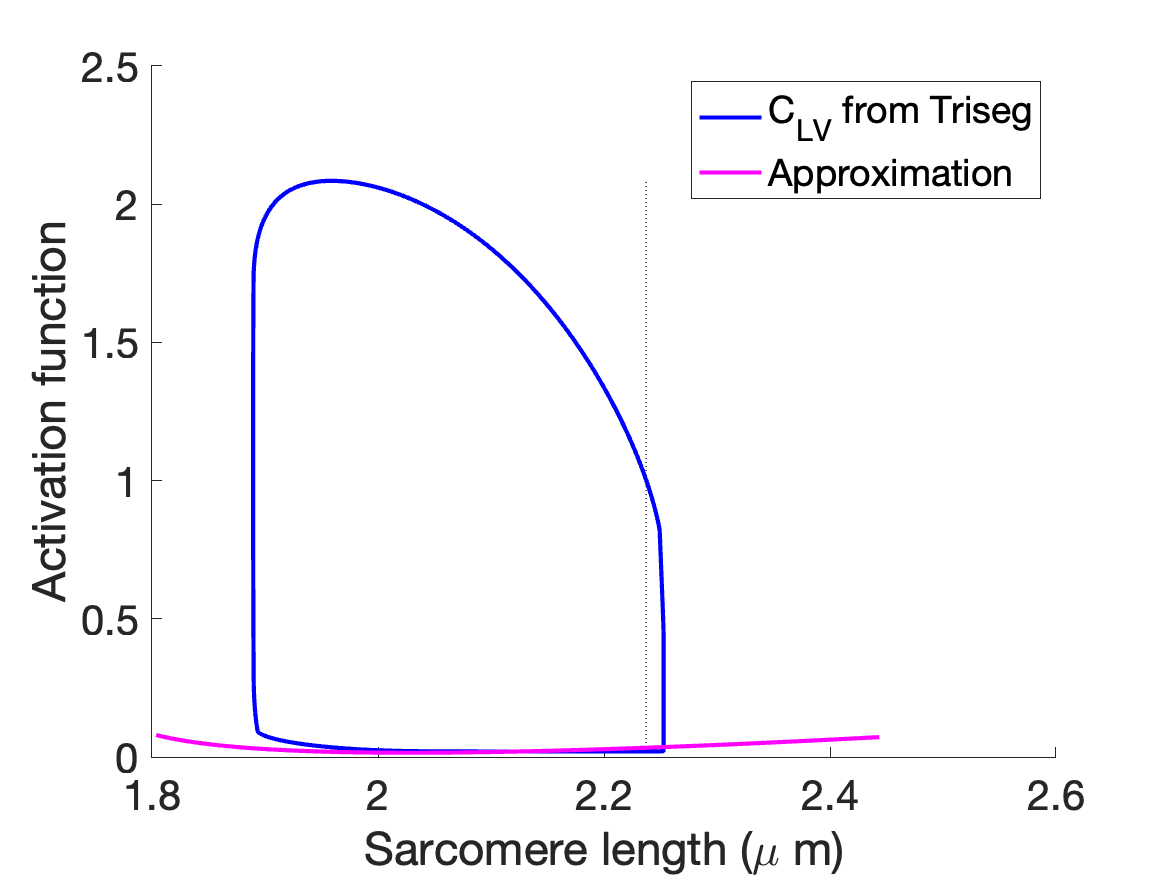 2.5
2
1.5
1
0.5
0
Activation function
C_LV from Triseg
Approximation
1.8
2
2.2
2.4
2.6
Sarcomere length (μ m)